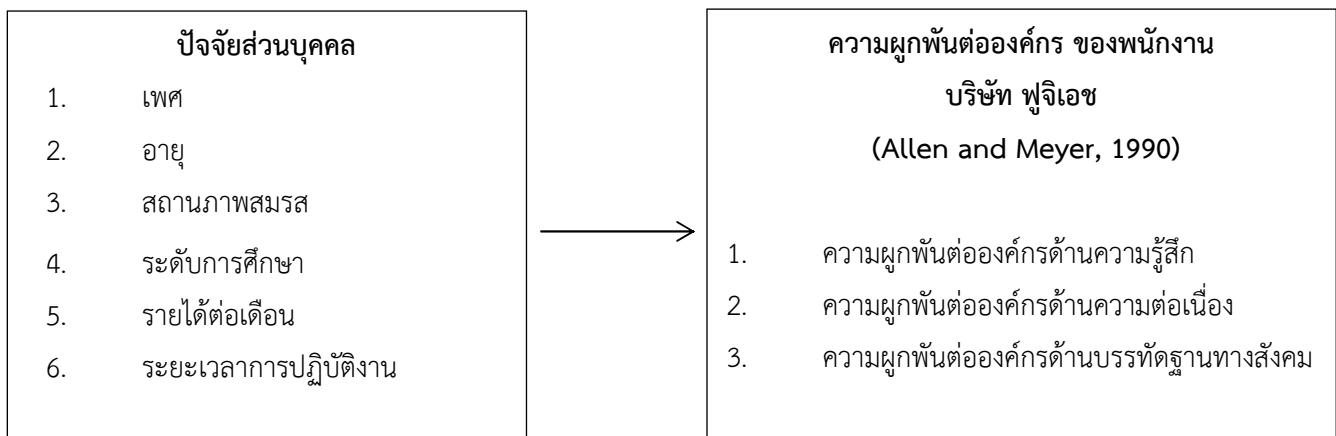 ปัจจัยส่วนบุคคล
1. เพศ
2. อายุ
3. สถานภาพสมรส
4. ระดับการศึกษา
5. รายได้ต่อเดือน
6. ระยะเวลาการปฏิบัติงาน
ความผูกพันต่อองค์กร ของพนักงาน
บริษัท ฟูจิเอช
(Allen and Meyer, 1990)
1. ความผูกพันต่อองค์กรด้านความรู้สึก
2. ความผูกพันต่อองค์กรด้านความต่อเนื่อง
3. ความผูกพันต่อองค์กรด้านบรรทัดฐานทางสังคม